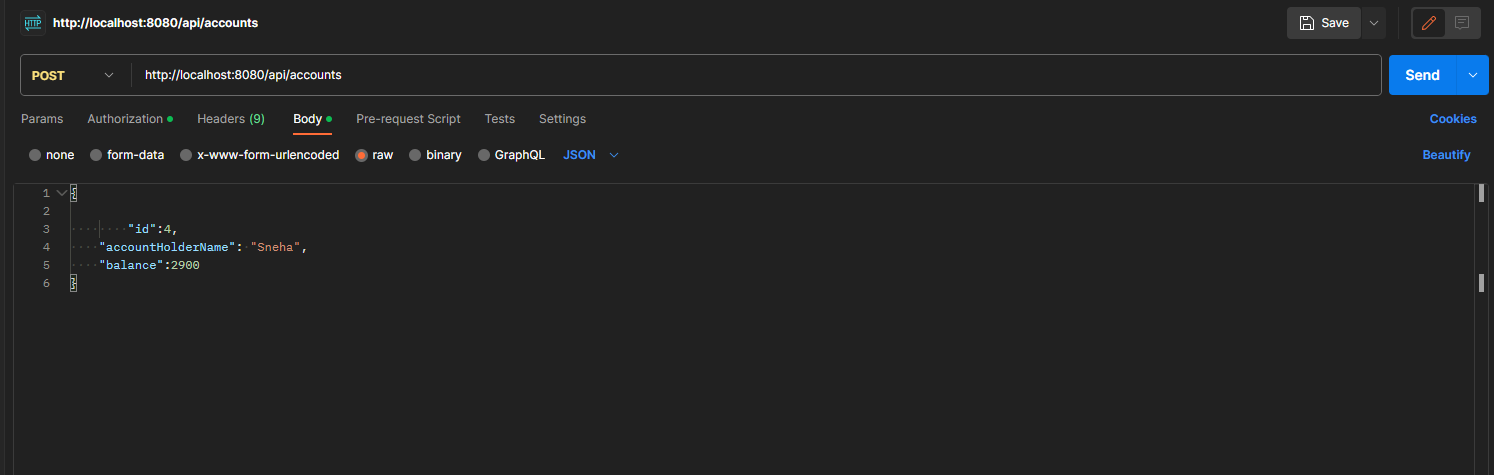 HTTP http://localhost:8080/api/accounts Save
POST http://localhost:8080/api/accounts Send
Params Authorization Headers (9) Body Pre-request Script Tests Settings Cookies
none form-data x-www-form-urlencoded raw binary GraphQL JSON Beautify
1 {
2
3 "id":4,
4 "accountHolderName": "Sneha",
5 "balance":2900
6 }